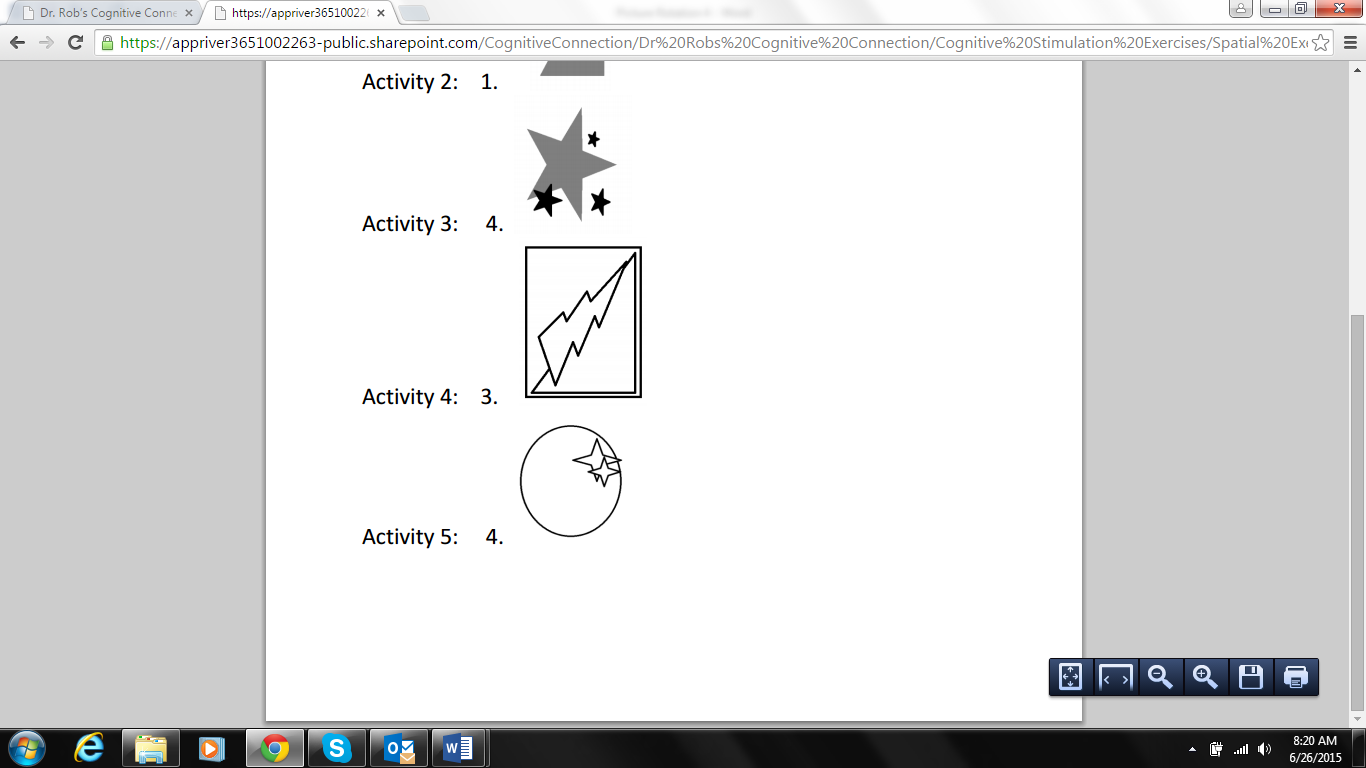 Dr. Rob's Cognitive Conne
https://appriver365100226
https://appriver3651002263-public.sharepoint.com/CognitiveConnection/Dr%20Robs%20Cognitive%20Connection/Cognitive%20Stimulation%20Exercises/Spatial%20Ex
Activity 2: 1.
Activity 3: 4.
Activity 4: 3.
Activity 5: 4.
8:20 AM
6/26/2015